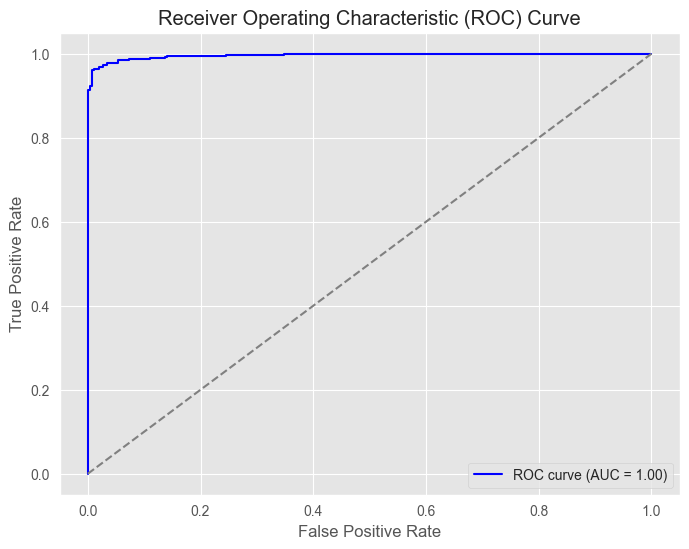 Receiver Operating Characteristic (ROC) Curve
1.0
0.8
0.6
0.4
0.2
0.0
True Positive Rate
ROC curve (AUC = 1.00)
0.0 0.2 0.4 0.6 0.8 1.0
False Positive Rate